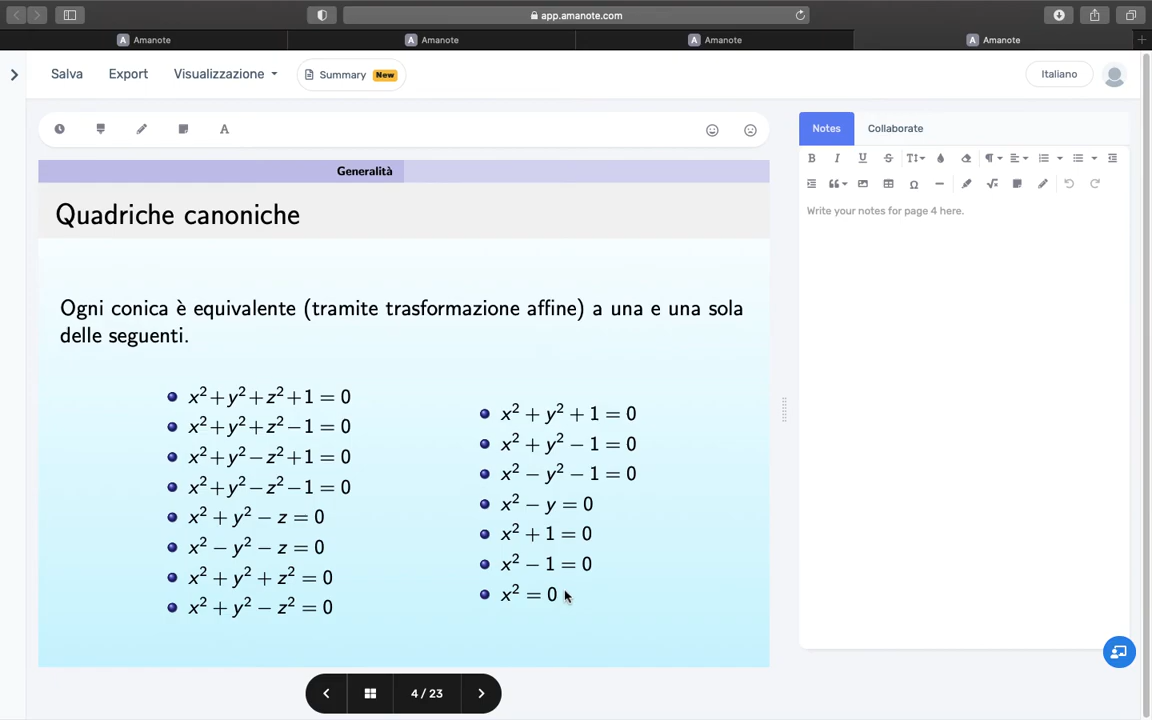 app.amanote.com
Amanote
Amanote
Amanote
Amanote
Salva
Export
Visualizzazione
Summary New
Italiano
Notes
Collaborate
Write your notes for page 4 here.
Generalità
Quadriche canoniche
Ogni conica è equivalente (tramite trasformazione affine) a una e una sola
delle seguenti.
x²+y²+z²+1 = 0
x²+y²+z²−1 = 0
x²+y²−z²+1 = 0
x²+y²−z²−1 = 0
x² + y² − z = 0
x² − y² − z = 0
x² + y² + z² = 0
x² + y² − z² = 0
x² + y² + 1 = 0
x² + y² − 1 = 0
x² − y² − 1 = 0
x² − y = 0
x² + 1 = 0
x² − 1 = 0
x² = 0
4 / 23